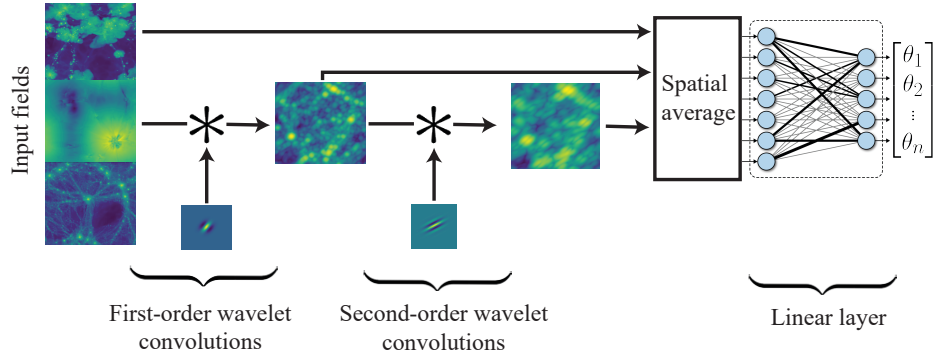 Input fields
First-order wavelet
convolutions
Second-order wavelet
convolutions
Spatial
average
Linear layer
θ₁
θ₂
⋮
θₙ